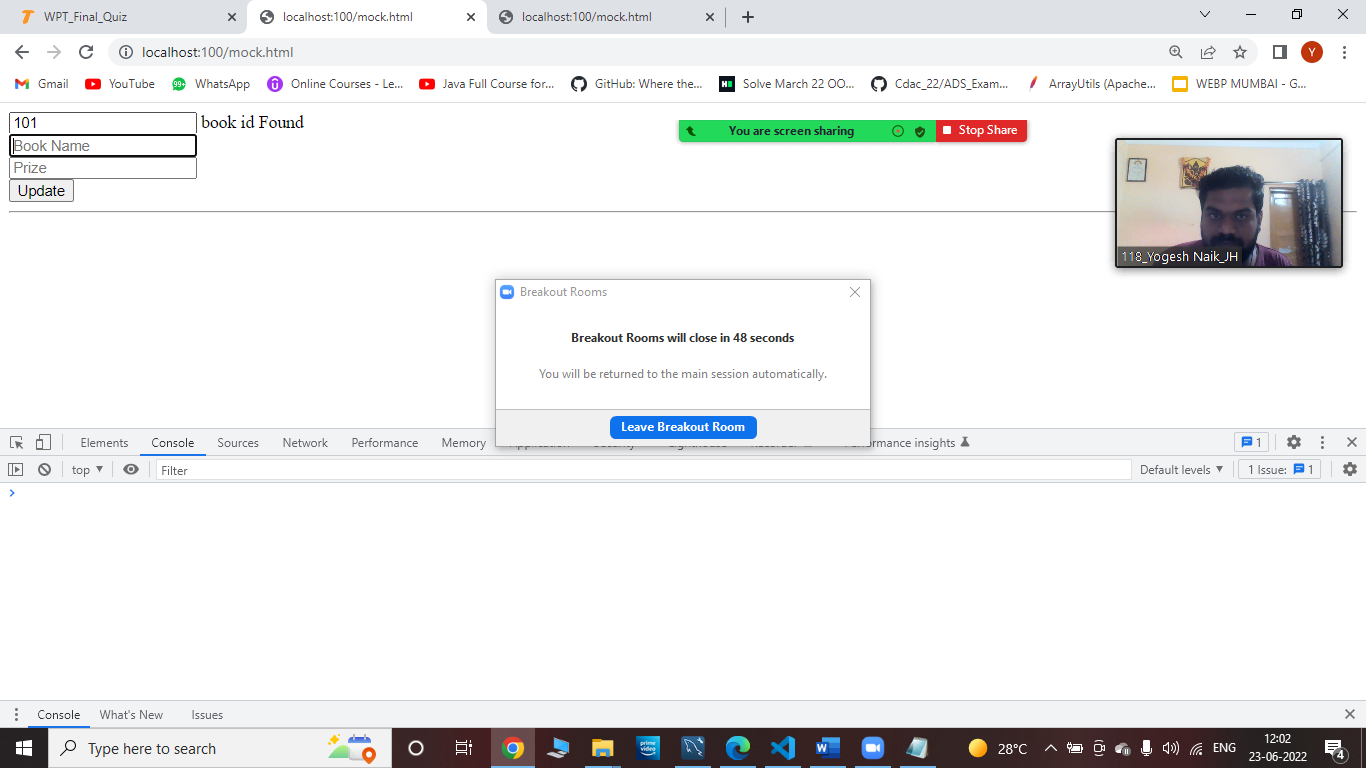 WPT_Final_Quiz
localhost:100/mock.html
localhost:100/mock.html
localhost:100/mock.html
Y
Gmail
YouTube
99+
WhatsApp
Online Courses - Le...
Java Full Course for...
GitHub: Where the...
Solve March 22 OO...
Cdac_22/ADS_Exam...
ArrayUtils (Apache...
WEBP MUMBAI - G...
101 book id Found
Book Name
Prize
Update
You are screen sharing
Stop Share
118_Yogesh Naik_JH
Breakout Rooms
Breakout Rooms will close in 48 seconds
You will be returned to the main session automatically.
Leave Breakout Room
Elements Console Sources Network Performance Memory
insights
1
top
Filter
Default levels
1 Issue: 1
Console What's New Issues
Type here to search
prime video
28°C
ENG
12:02
23-06-2022
4